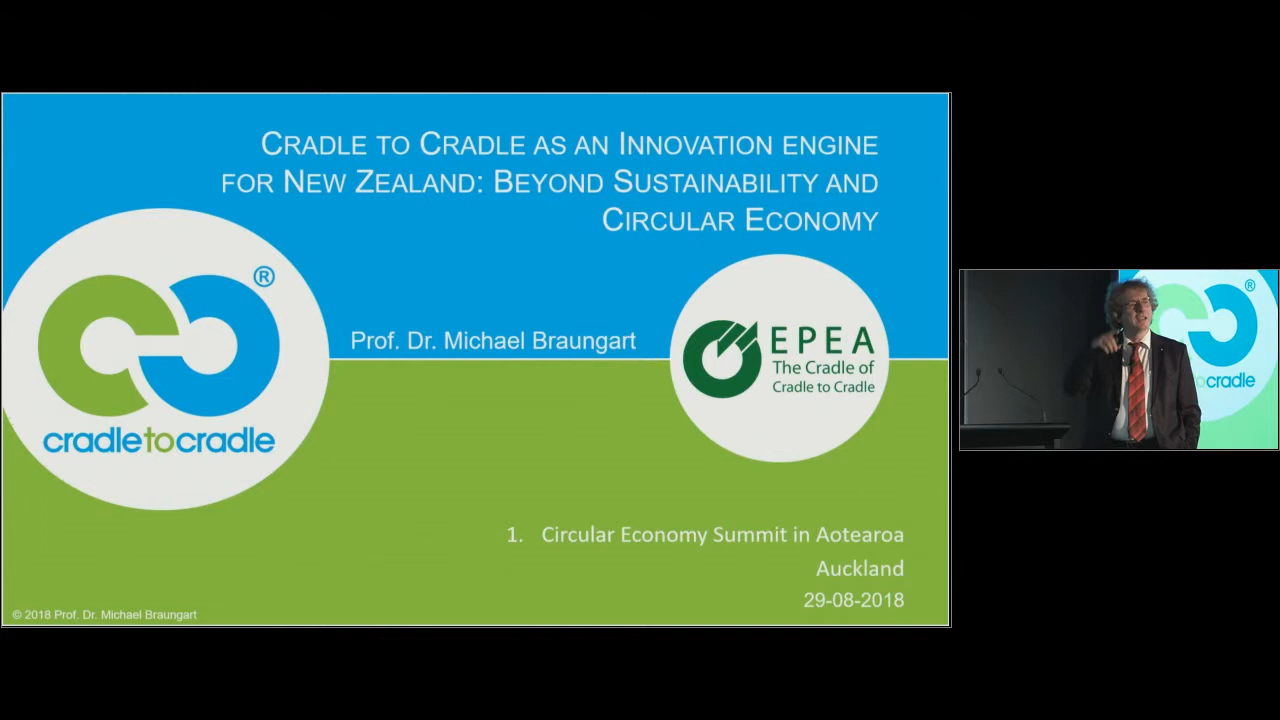 CRADLE TO CRADLE AS AN INNOVATION ENGINE
FOR NEW ZEALAND: BEYOND SUSTAINABILITY AND
CIRCULAR ECONOMY
®
cradletocradle
Prof. Dr. Michael Braungart
EPEA
The Cradle of
Cradle to Cradle
1. Circular Economy Summit in Aotearoa
Auckland
29-08-2018
© 2018 Prof. Dr. Michael Braungart
®
ocradle